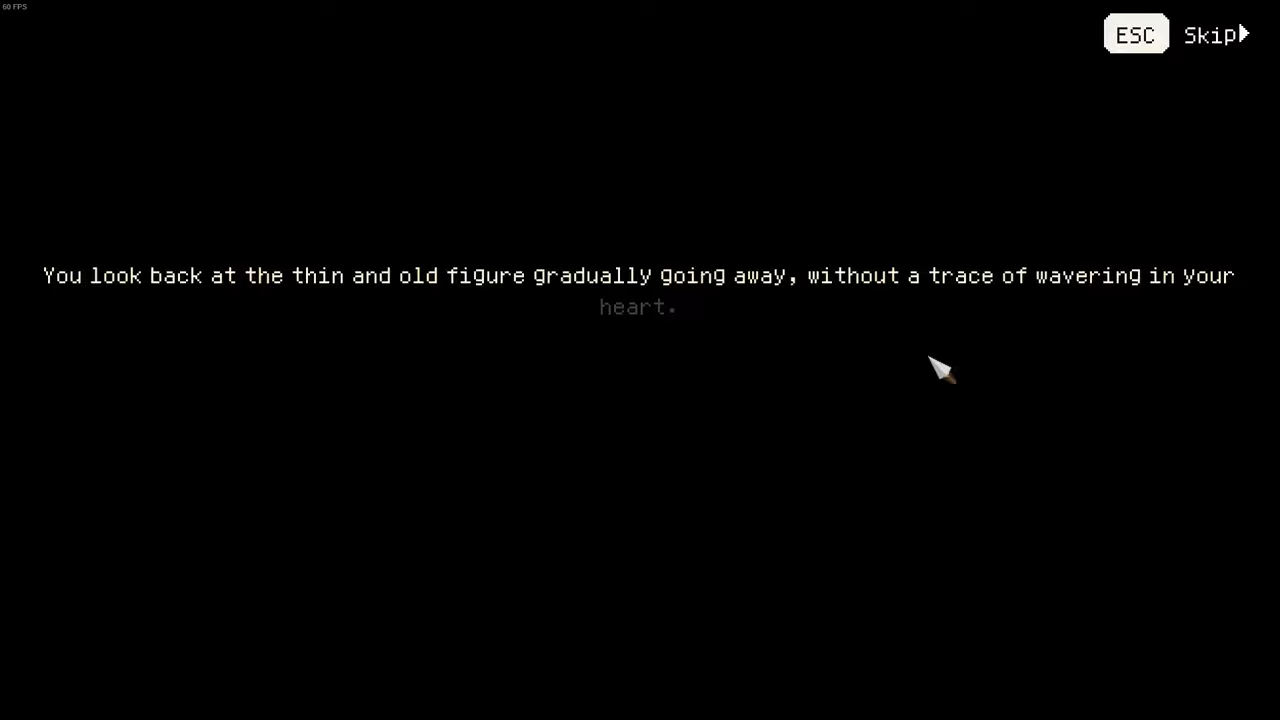 60 FPS
ESC Skip
You look back at the thin and old figure gradually going away, without a trace of wavering in your
heart.